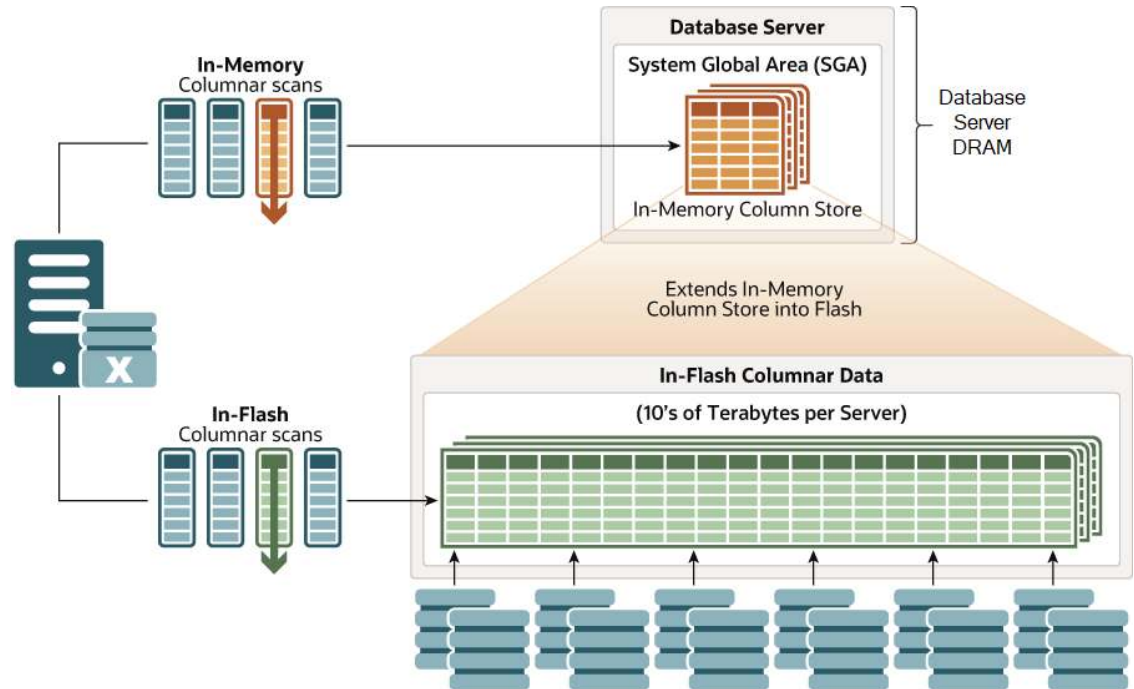 Database Server
System Global Area (SGA)
In-Memory Column Store
Database
Server
DRAM
In-Memory
Columnar scans
Extends In-Memory
Column Store into Flash
X
In-Flash Columnar Data
(10's of Terabytes per Server)
In-Flash
Columnar scans